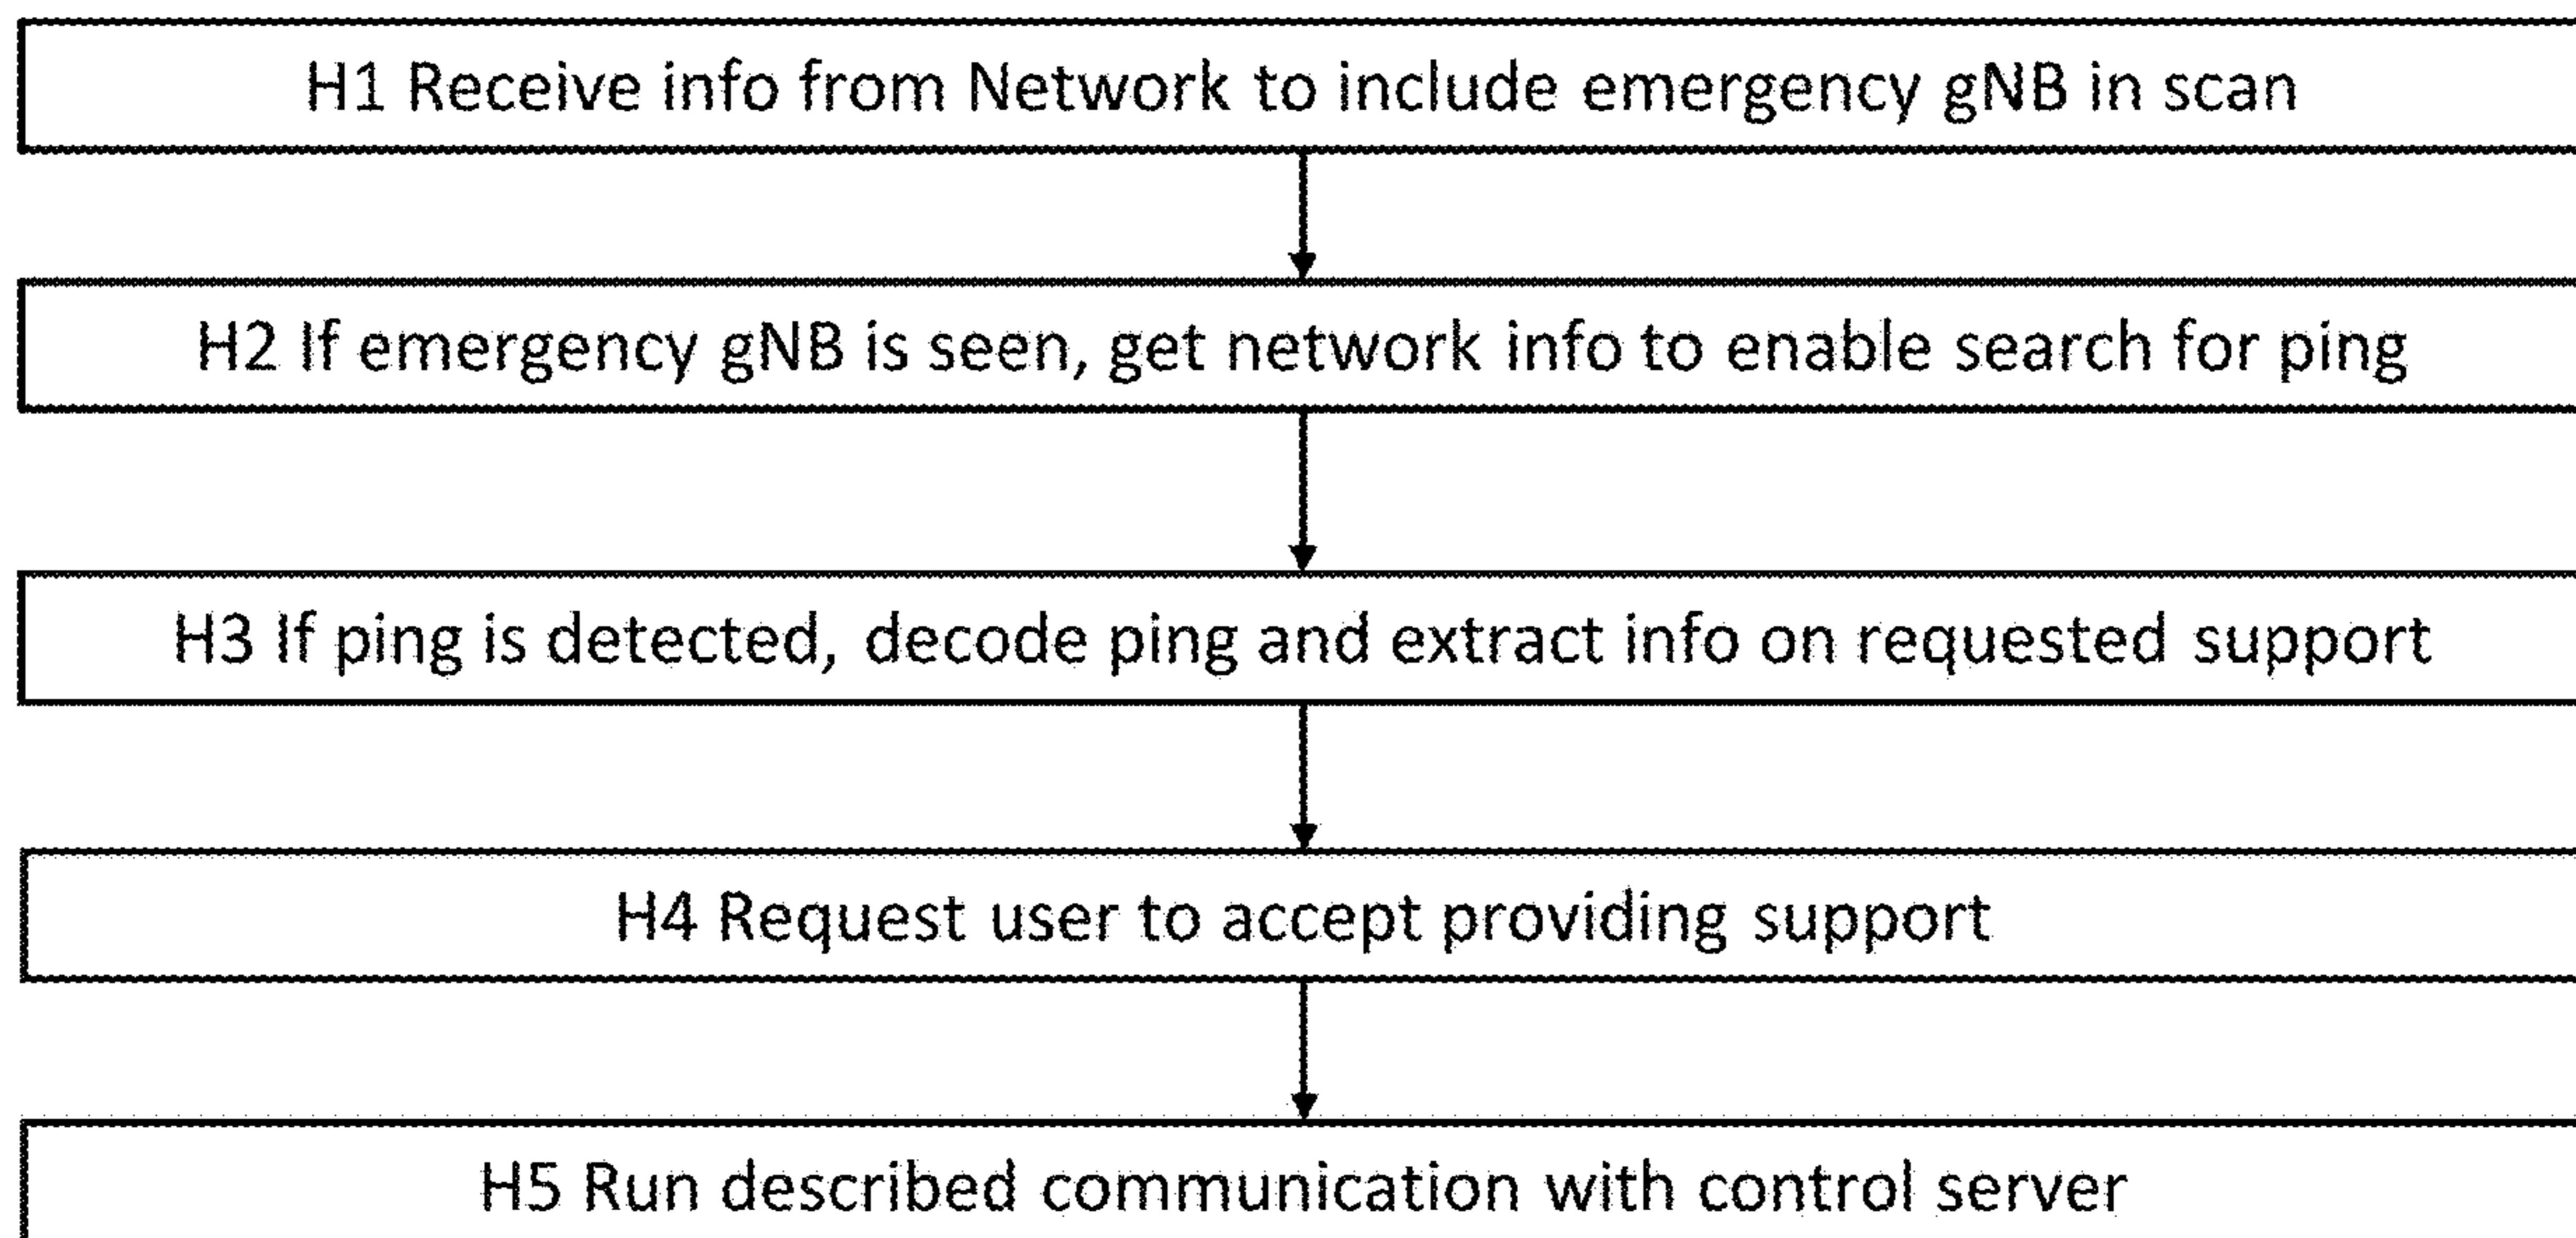 H1 Receive info from Network to include emergency gNB in scan
H2 If emergency gNB is seen, get network info to enable search for ping
H3 If ping is detected, decode ping and extract info on requested support
H4 Request user to accept providing support
H5 Run described communication with control server